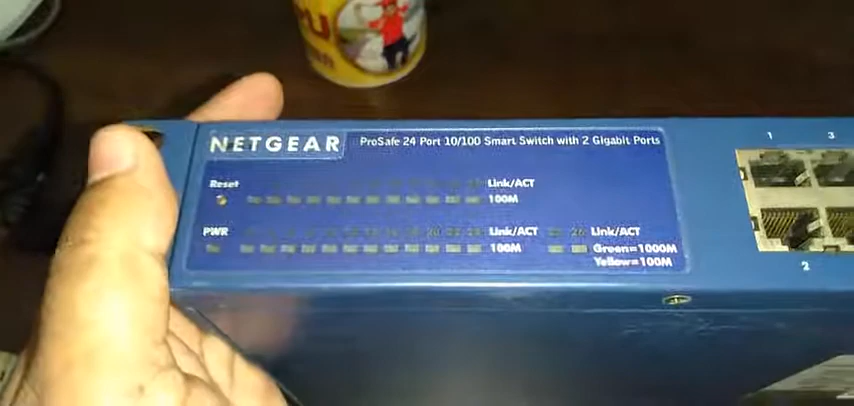 NETGEAR
ProSafe 24 Port 10/100 Smart Switch with 2 Gigabit Ports
1 3
Reset
Link/ACT
100M
PWR
20 22 24 Link/ACT
100M
25 26 Link/ACT
Green=1000M
Yellow=100M
2